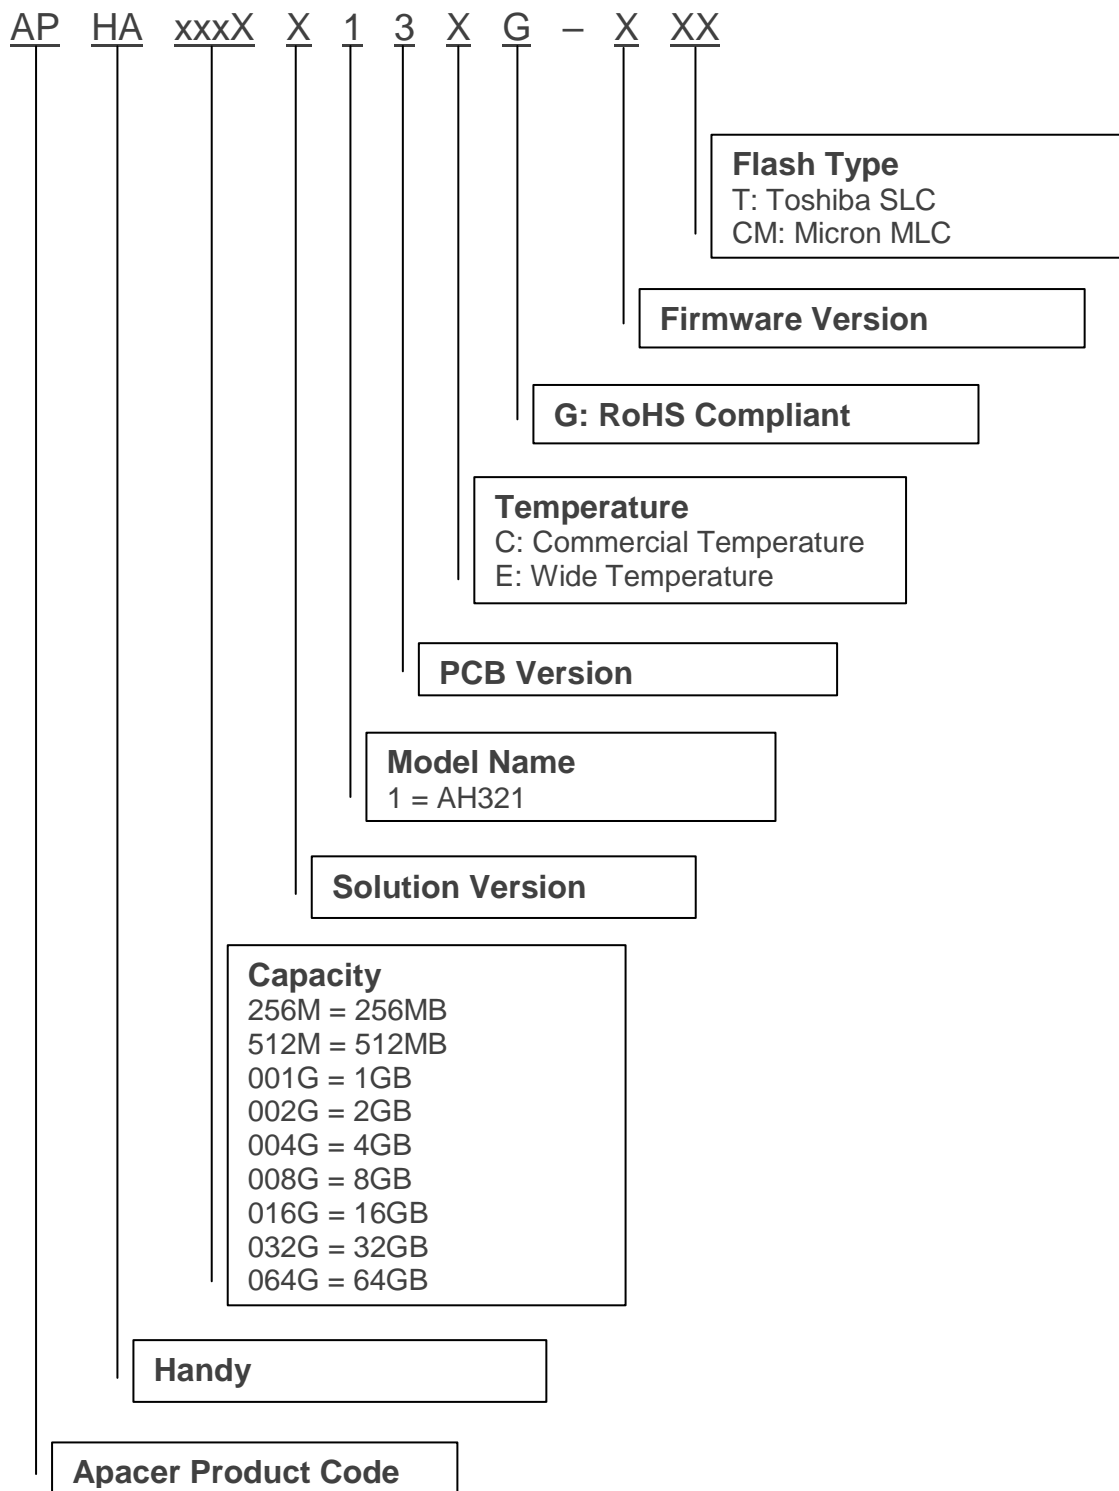 AP HA xxxX X 1 3 X G – X XX
Flash Type
T: Toshiba SLC
CM: Micron MLC
Firmware Version
G: RoHS Compliant
Temperature
C: Commercial Temperature
E: Wide Temperature
PCB Version
Model Name
1 = AH321
Solution Version
Capacity
256M = 256MB
512M = 512MB
001G = 1GB
002G = 2GB
004G = 4GB
008G = 8GB
016G = 16GB
032G = 32GB
064G = 64GB
Handy
Apacer Product Code